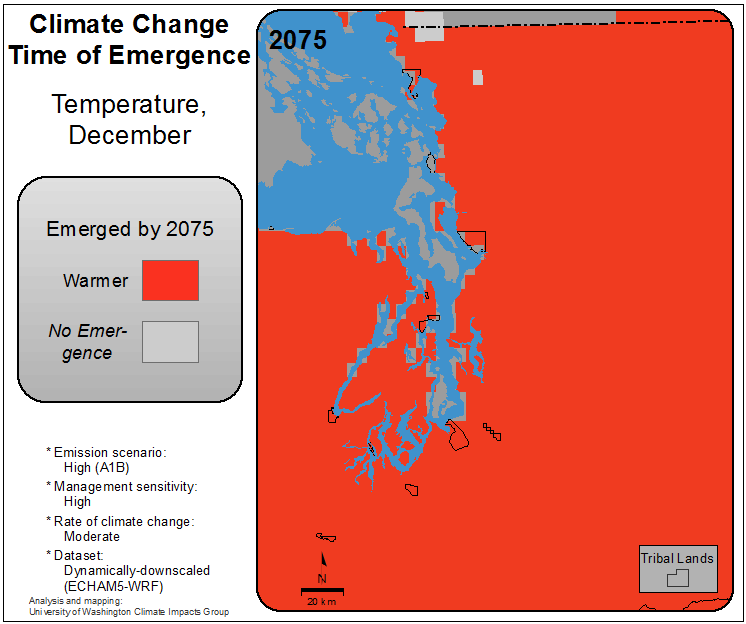 Climate Change
Time of Emergence
Temperature,
December
Emerged by 2075
Warmer
No Emer-
gence
* Emission scenario:
High (A1B)
* Management sensitivity:
High
* Rate of climate change:
Moderate
* Dataset:
Dynamically-downscaled
(ECHAM5-WRF)
Analysis and mapping:
University of Washington Climate Impacts Group
2075
N
20 km
Tribal Lands